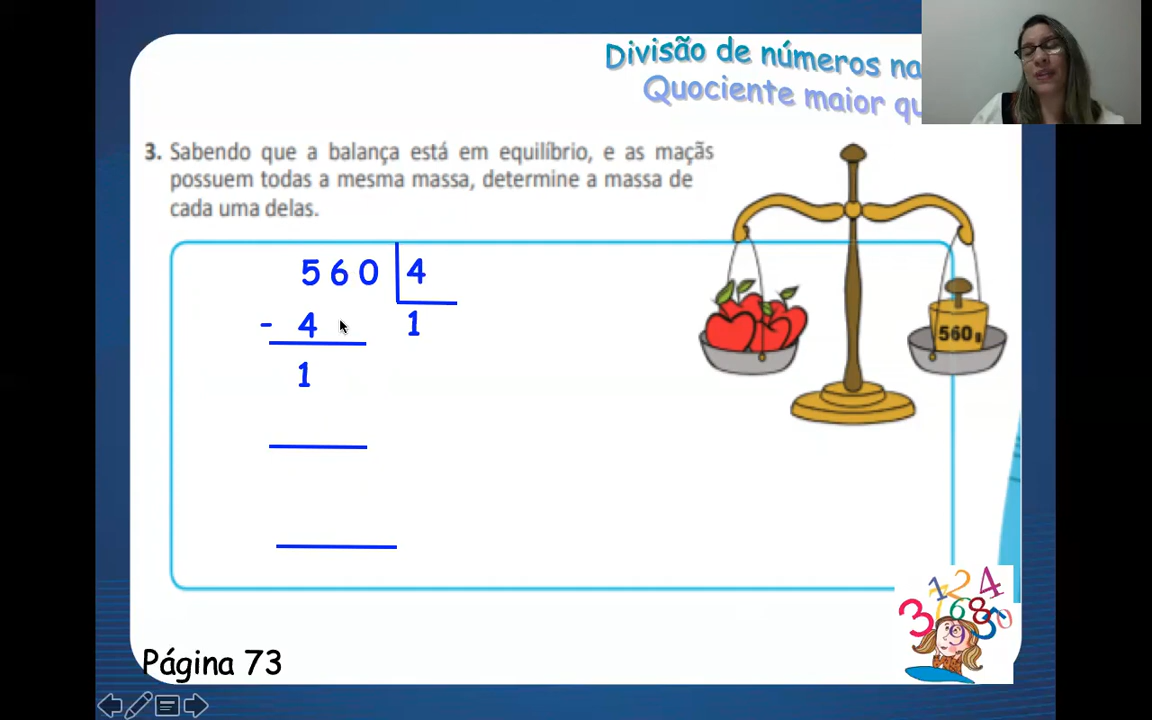 Divisão de números na
Quociente maior qu
3. Sabendo que a balança está em equilíbrio, e as maçãs
possuem todas a mesma massa, determine a massa de
cada uma delas.
560 4
- 4 1
1
560g
Página 73